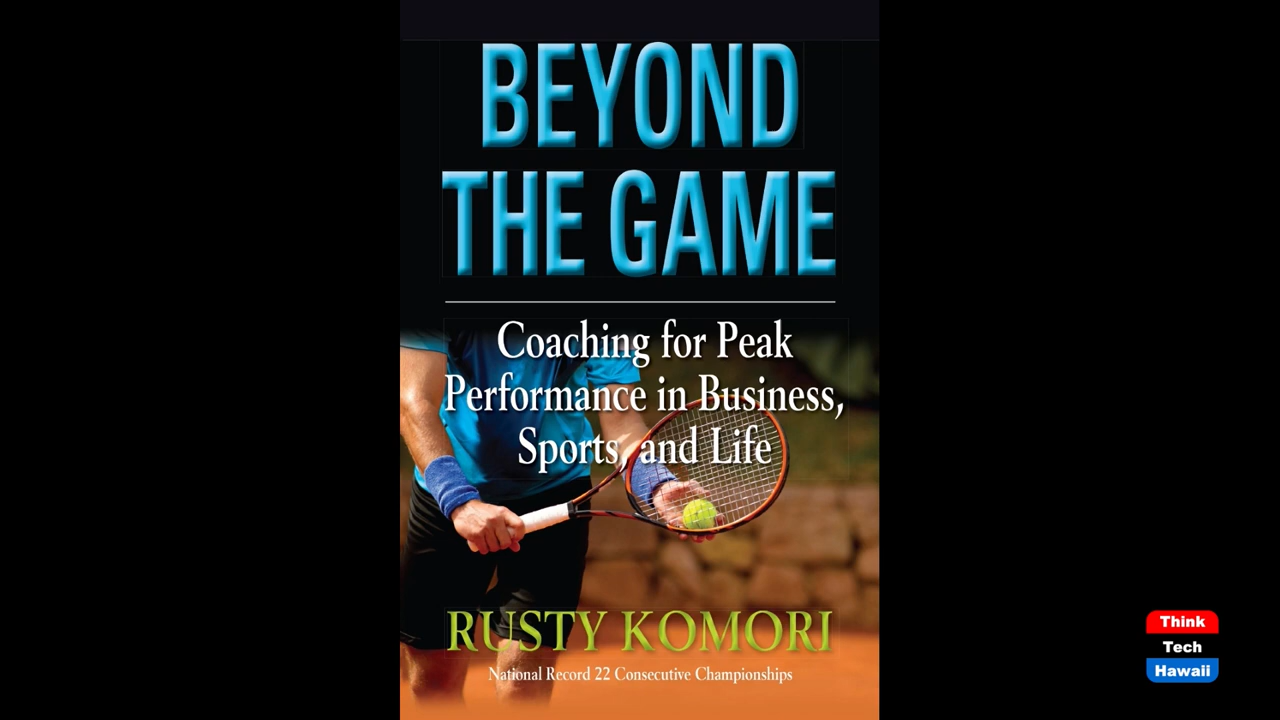 BEYOND
THE GAME
Coaching for Peak
Performance in Business,
Sports, and Life
RUSTY KOMORI
National Record 22 Consecutive Championships
Think
Tech
Hawaii